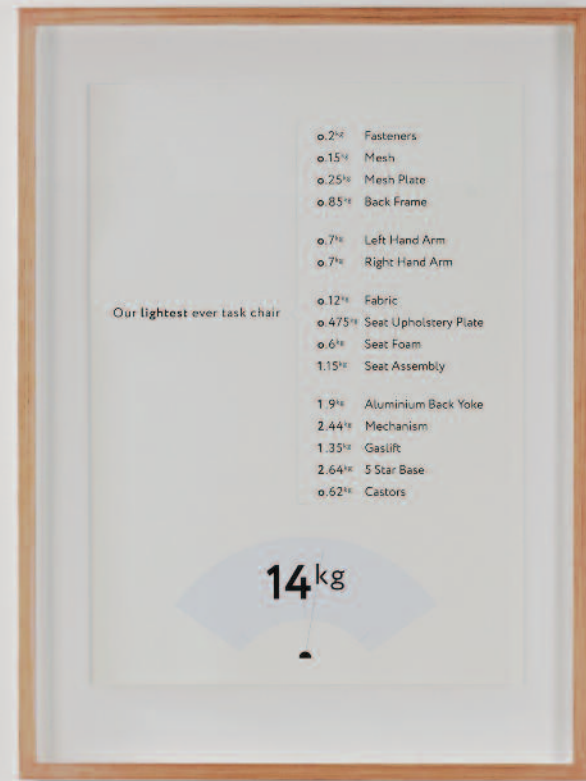 Our lightest ever task chair
0.2kg Fasteners
0.15kg Mesh
0.25kg Mesh Plate
0.85kg Back Frame
0.7kg Left Hand Arm
0.7kg Right Hand Arm
0.12kg Fabric
0.475kg Seat Upholstery Plate
0.6kg Seat Foam
1.15kg Seat Assembly
1.9kg Aluminium Back Yoke
2.44kg Mechanism
1.35kg Gaslift
2.64kg 5 Star Base
0.62kg Castors
14kg